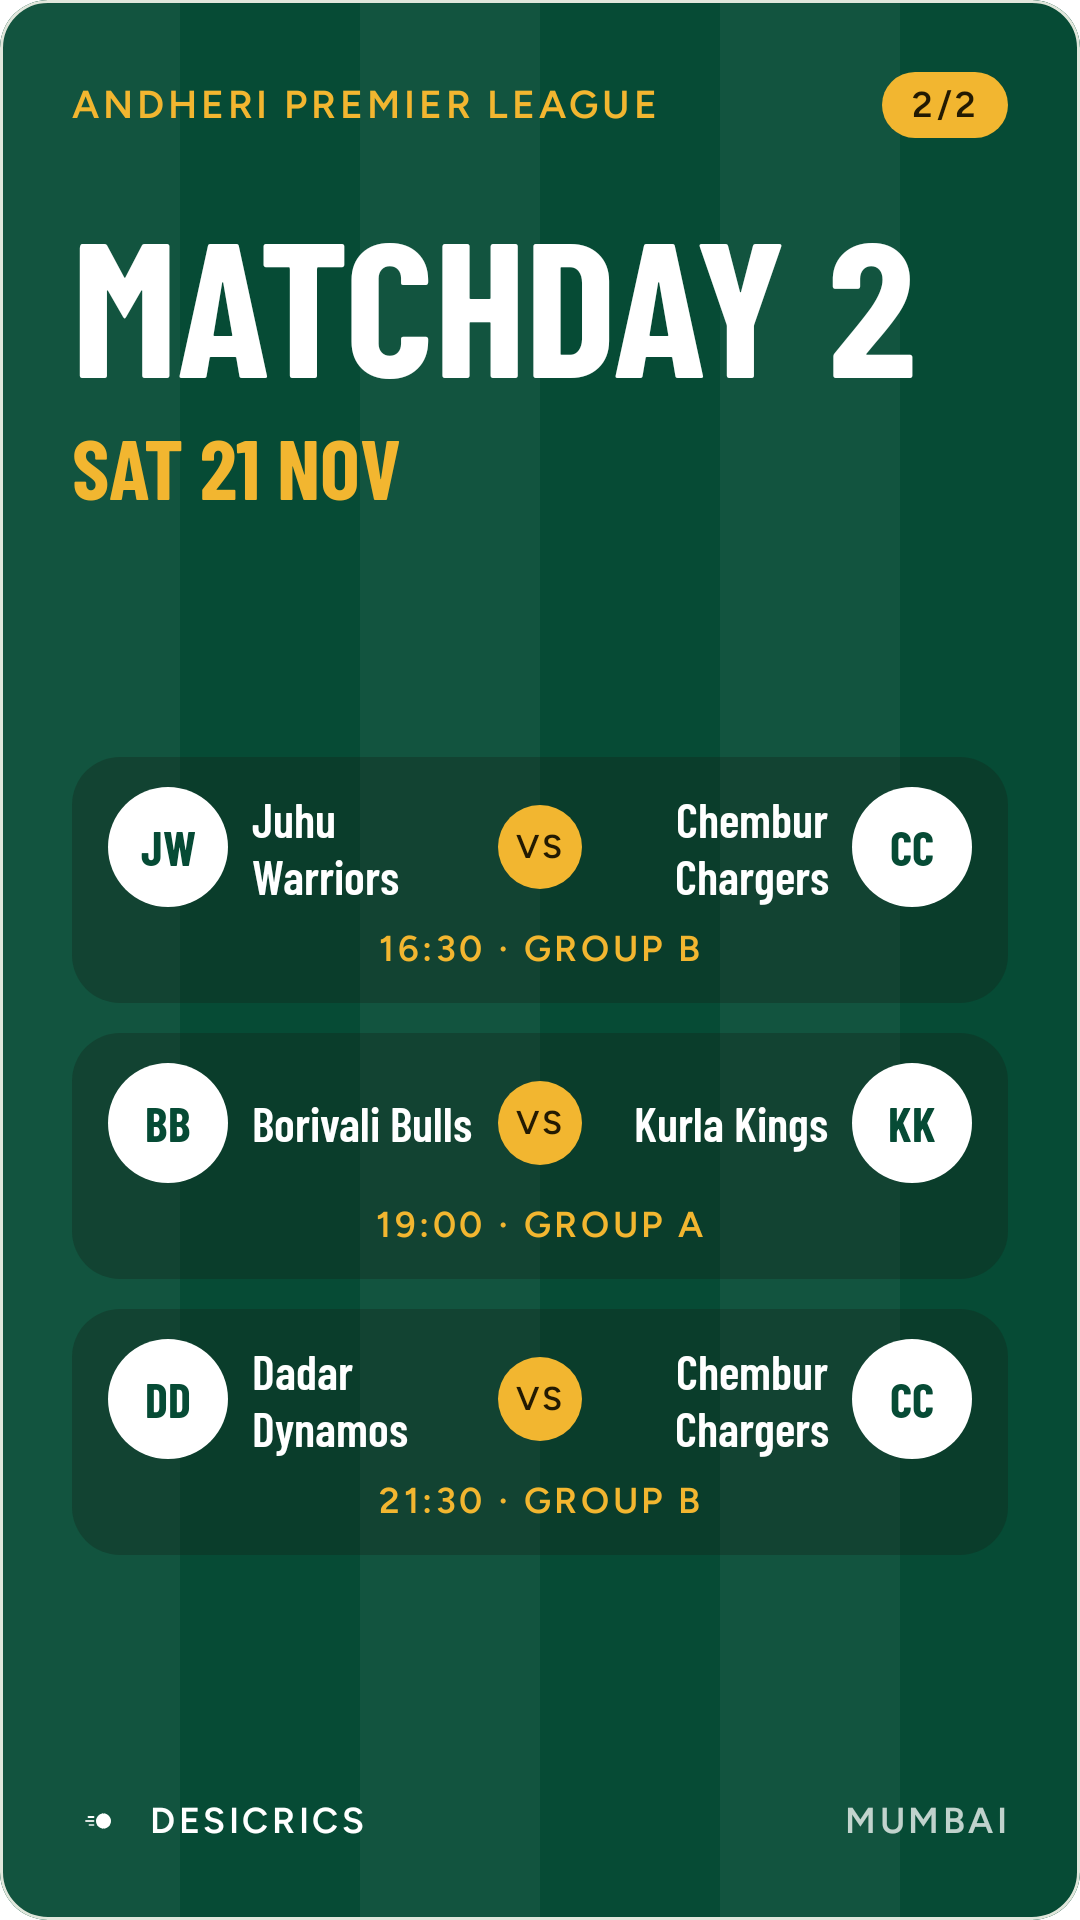 ANDHERI PREMIER LEAGUE
2/2
MATCHDAY 2
SAT 21 NOV
JW
Juhu
Warriors
VS
Chembur
Chargers
CC
16:30 · GROUP B
BB
Borivali Bulls
VS
Kurla Kings
KK
19:00 · GROUP A
DD
Dadar
Dynamos
VS
Chembur
Chargers
CC
21:30 · GROUP B
DESICRICS
MUMBAI